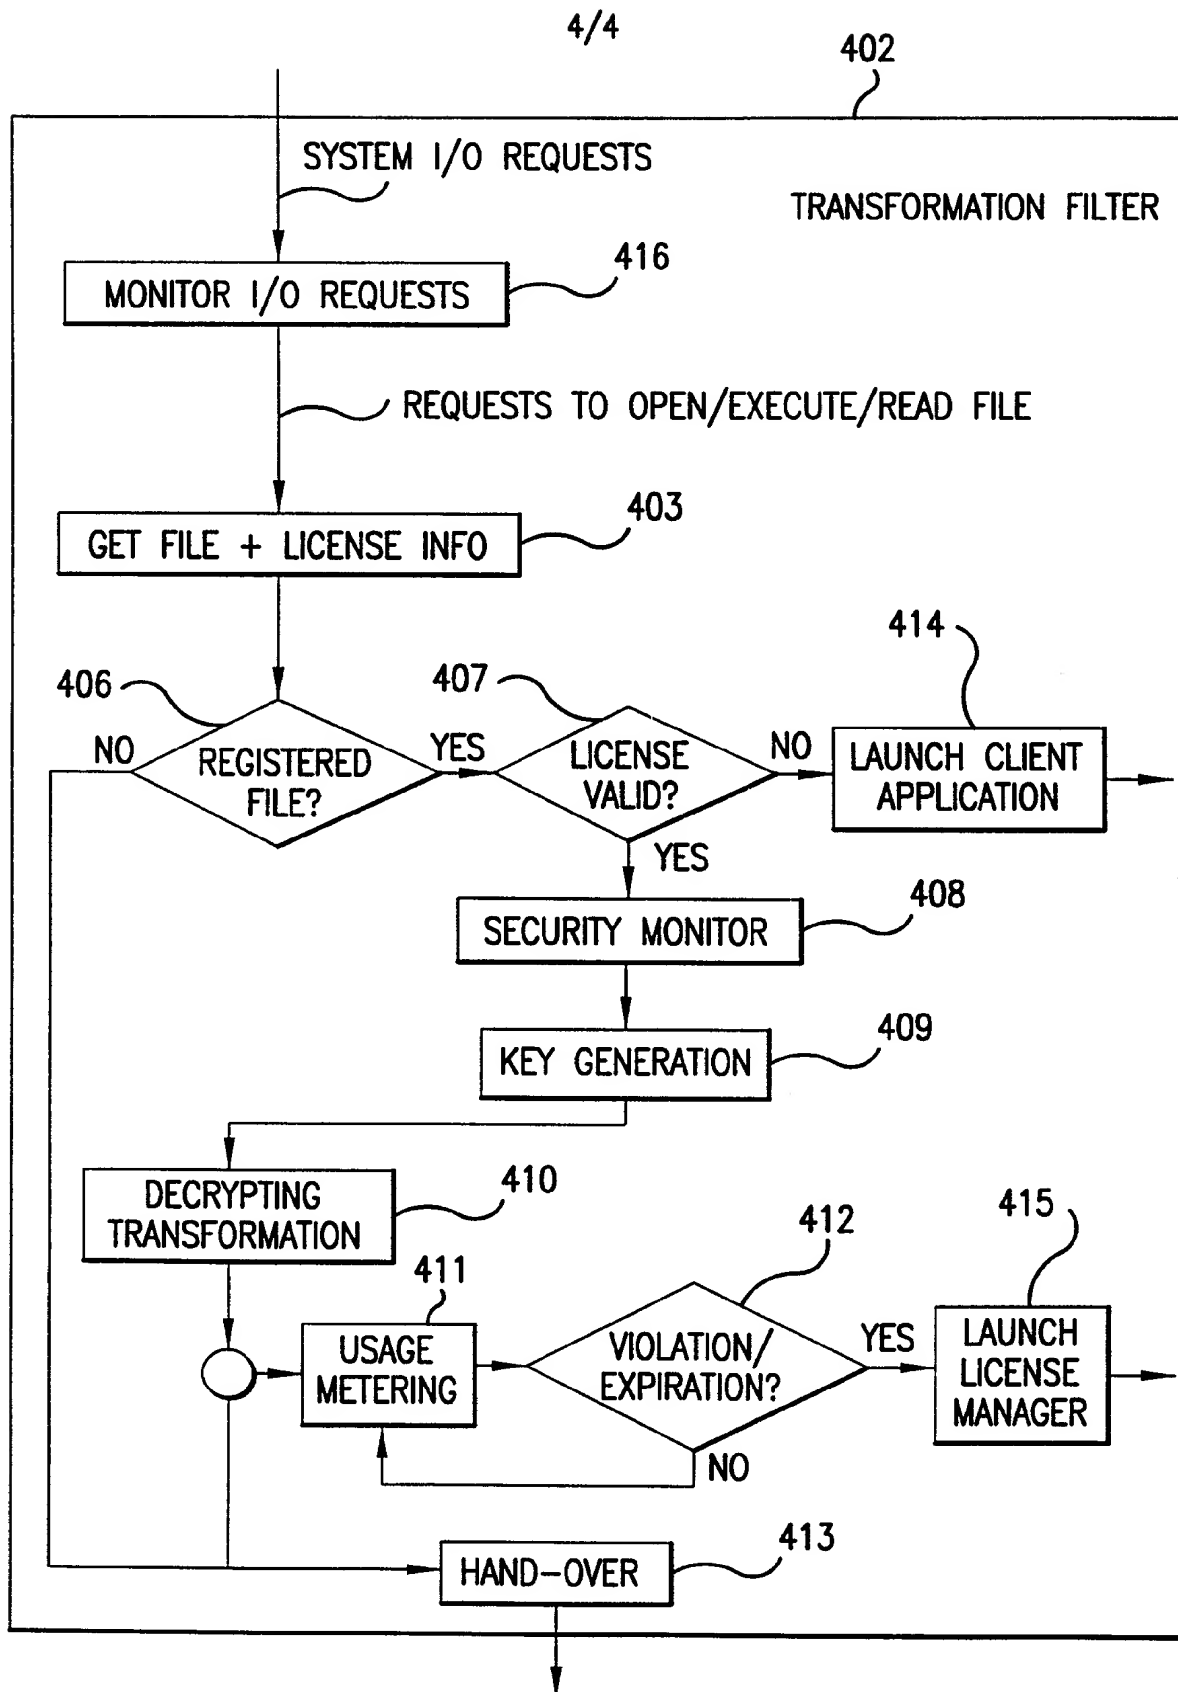 4/4
402
SYSTEM I/O REQUESTS
TRANSFORMATION FILTER
416
MONITOR I/O REQUESTS
REQUESTS TO OPEN/EXECUTE/READ FILE
403
GET FILE + LICENSE INFO
414
406
407
NO
REGISTERED
FILE?
YES
LICENSE
VALID?
NO
LAUNCH CLIENT
APPLICATION
YES
408
SECURITY MONITOR
409
KEY GENERATION
410
DECRYPTING
TRANSFORMATION
412
415
411
USAGE
METERING
VIOLATION/
EXPIRATION?
YES
LAUNCH
LICENSE
MANAGER
NO
413
HAND-OVER